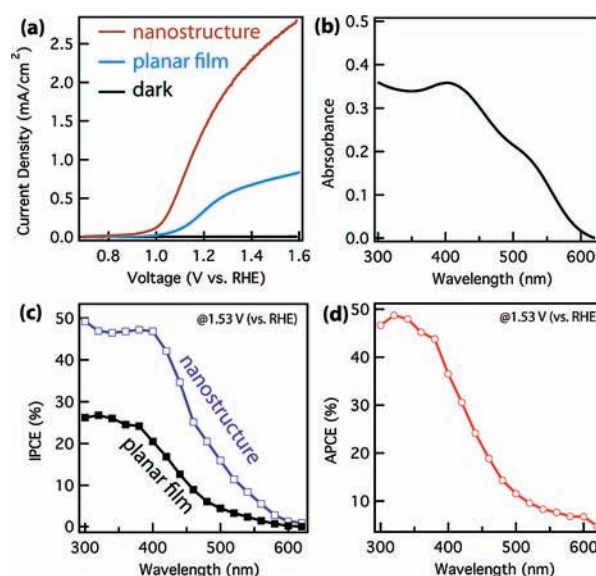 (a)
nanostructure
planar film
dark
Current Density (mA/cm²)
2.5
2.0
1.5
1.0
0.5
0.0
0.8 1.0 1.2 1.4 1.6
Voltage (V vs. RHE)
(b)
Abrsorbance
0.5
0.4
0.3
0.2
0.1
0.0
300 400 500 600
Wavelength (nm)
(c)
@1.53 V (vs. RHE)
nanostructure
planar film
IPCE (%)
50
40
30
20
10
0
300 400 500 600
Wavelength (nm)
(d)
@1.53 V (vs. RHE)
APCE (%)
50
40
30
20
10
300 400 500 600
Wavelength (nm)